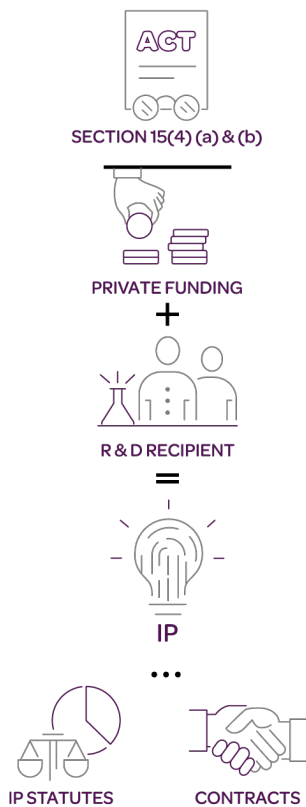 ACT
SECTION 15(4) (a) & (b)
PRIVATE FUNDING
+
R & D RECIPIENT
=
IP
...
IP STATUTES
CONTRACTS